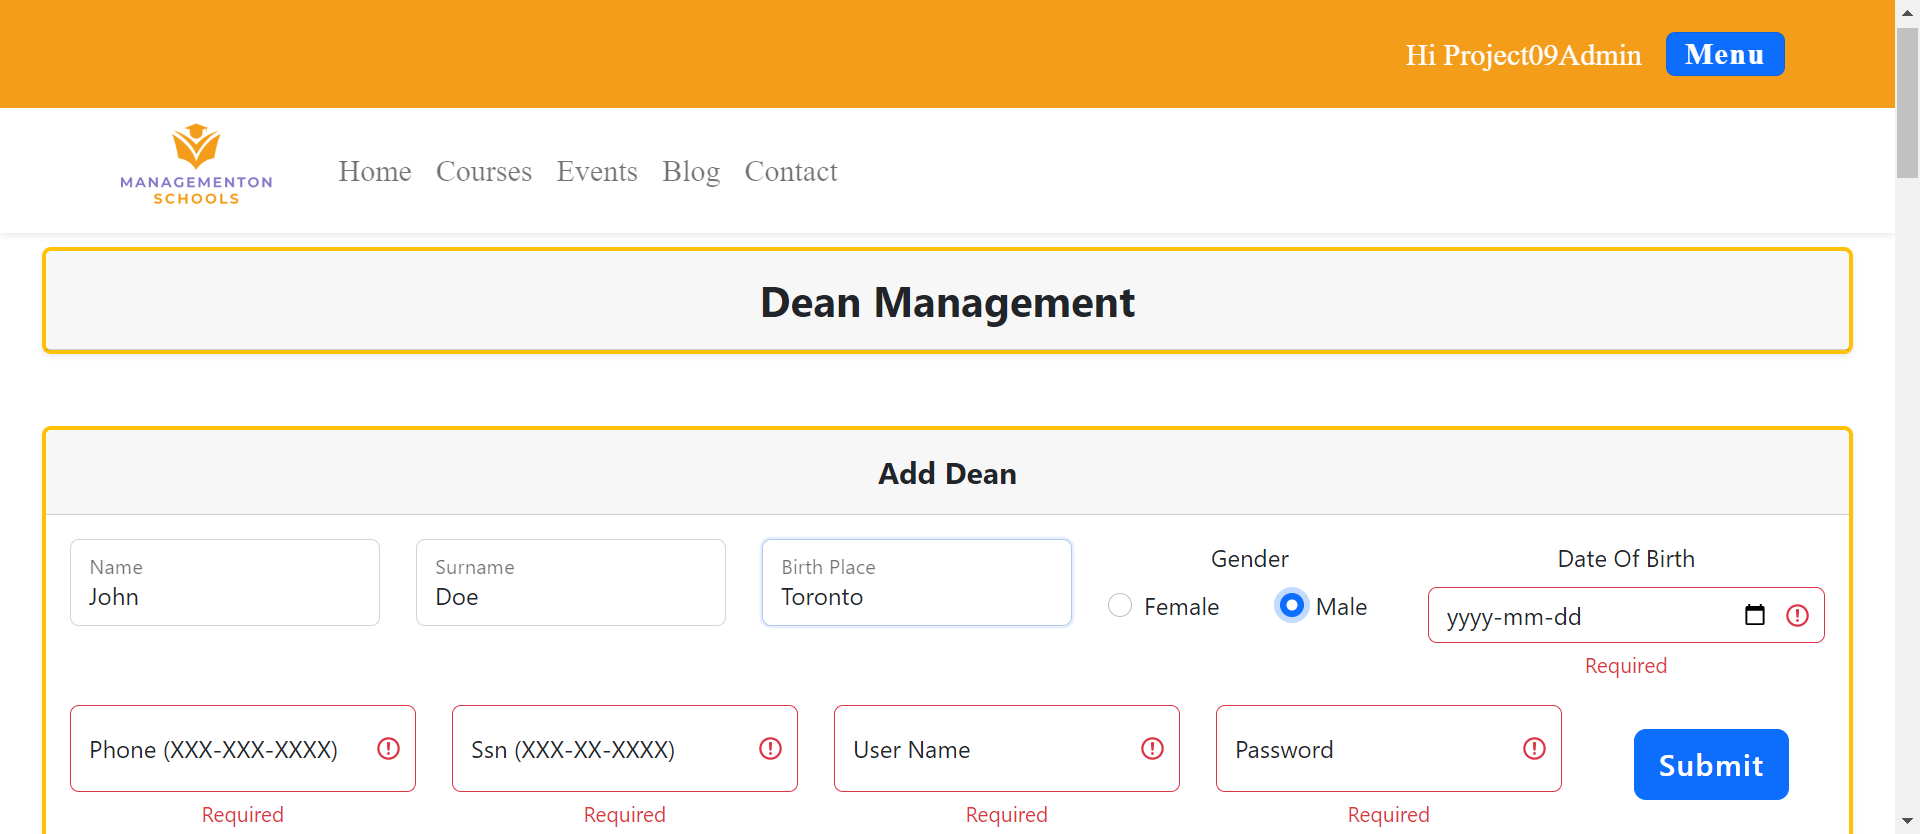 Hi Project09Admin
Menu
MANAGEMENTON
SCHOOLS
Home Courses Events Blog Contact
Dean Management
Add Dean
Name
John
Surname
Doe
Birth Place
Toronto
Gender
Female Male
Date Of Birth
yyyy-mm-dd
Required
Phone (XXX-XXX-XXXX)
Required
Ssn (XXX-XX-XXXX)
Required
User Name
Required
Password
Required
Submit